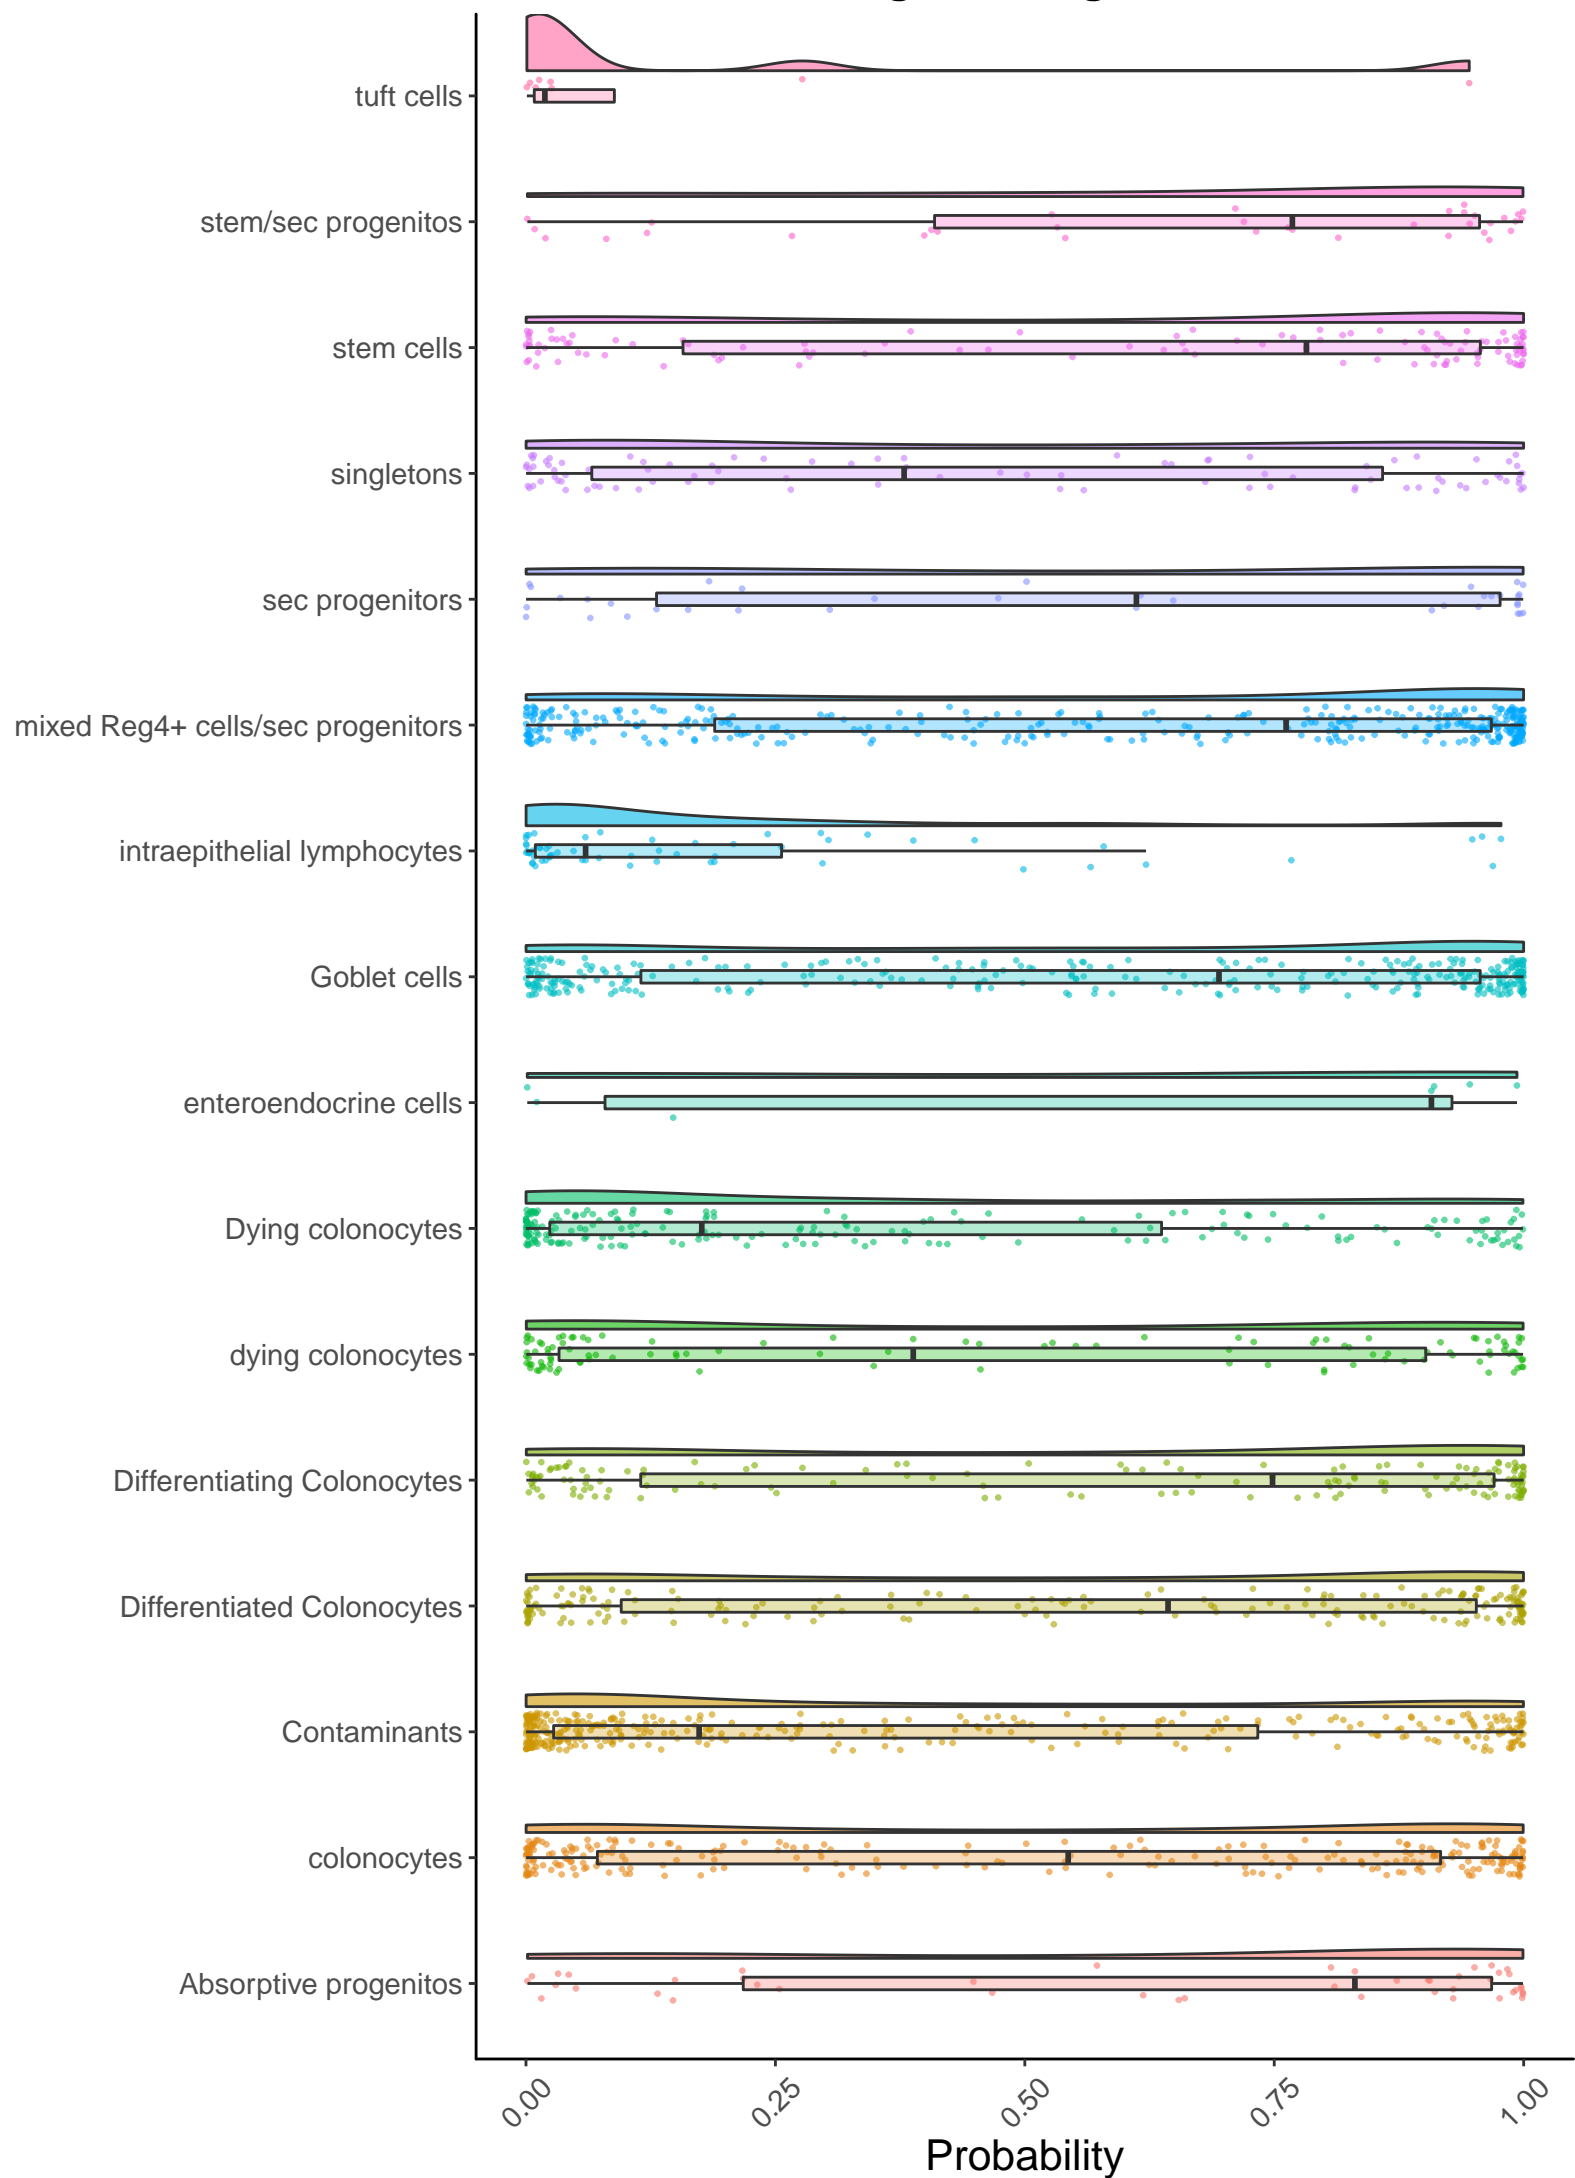 tuft cells
stem/sec progenitos
stem cells
singletons
sec progenitors
mixed Reg4+ cells/sec progenitors
intraepithelial lymphocytes
Goblet cells
enteroendocrine cells
Dying colonocytes
dying colonocytes
Differentiating Colonocytes
Differentiated Colonocytes
Contaminants
colonocytes
Absorptive progenitos
0.00 0.25 0.50 0.75 1.00
Probability